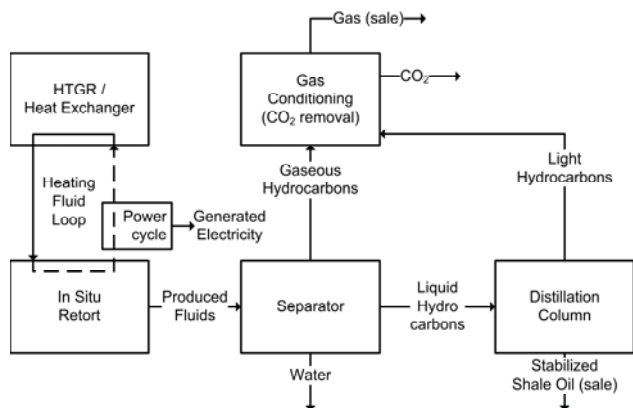 Gas (sale)
HTGR /
Heat Exchanger
Gas
Conditioning
(CO₂ removal)
CO₂
Heating
Fluid
Loop
Gaseous
Hydrocarbons
Light
Hydrocarbons
Power
cycle
Generated
Electricity
In Situ
Retort
Produced
Fluids
Separator
Liquid
Hydro
carbons
Distillation
Column
Water
Stabilized
Shale Oil (sale)